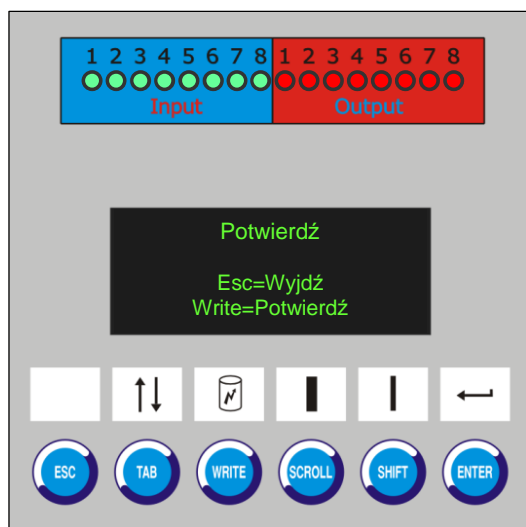 1 2 3 4 5 6 7 8 1 2 3 4 5 6 7 8
Input Output
Potwierdź
Esc=Wyjdź
Write=Potwierdź
ESC TAB WRITE SCROLL SHIFT ENTER